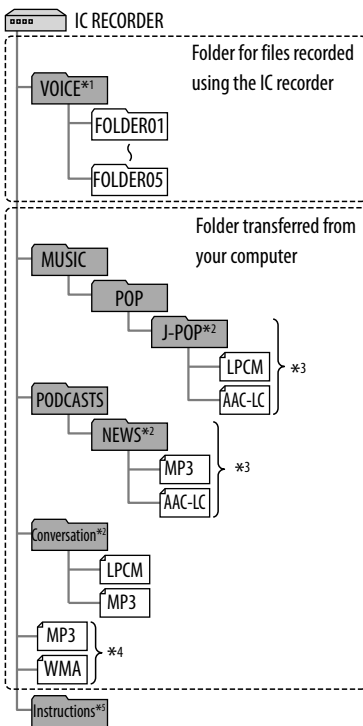 IC RECORDER
Folder for files recorded
using the IC recorder
VOICE*1
FOLDER01
FOLDER05
Folder transferred from
your computer
MUSIC
POP
J-POP*2
LPCM
*3
AAC-LC
PODCASTS
NEWS*2
MP3
*3
AAC-LC
Conversation*2
LPCM
MP3
MP3
*4
WMA
Instructions*5